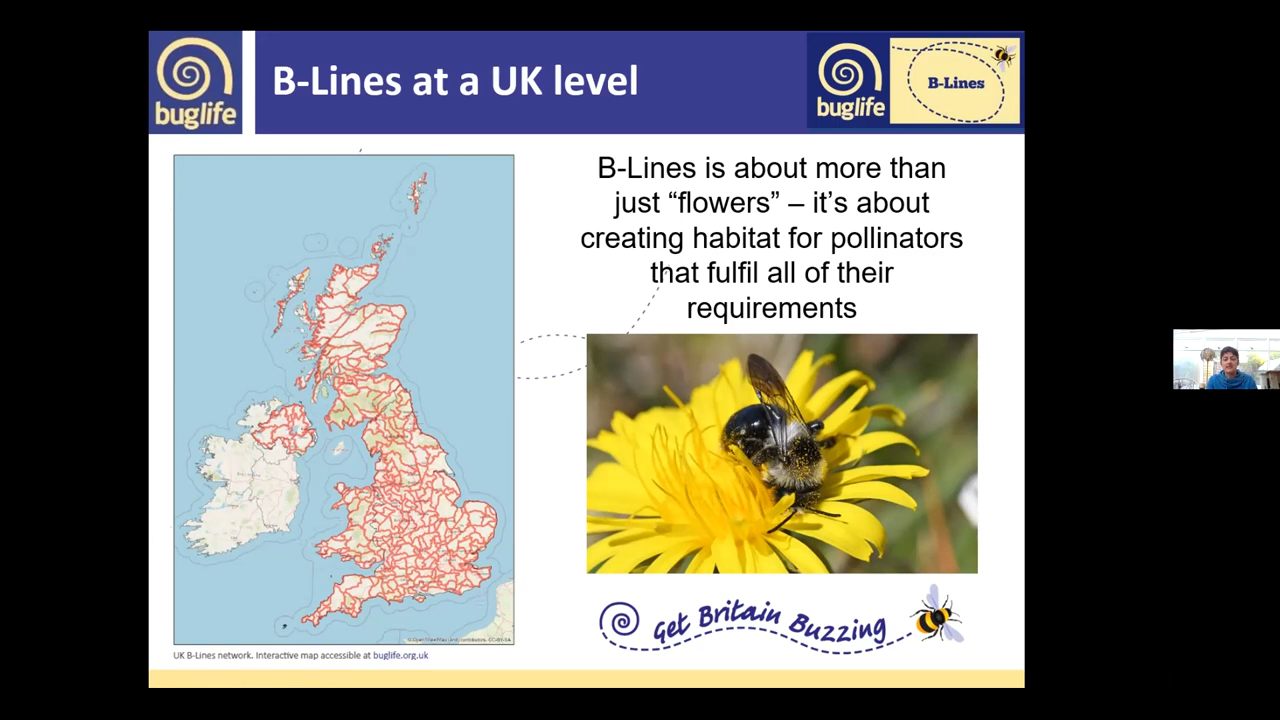 buglife
B-Lines at a UK level
buglife
B-Lines
B-Lines is about more than
just “flowers” – it’s about
creating habitat for pollinators
that fulfil all of their
requirements
UK B-Lines network. Interactive map accessible at buglife.org.uk
Get Britain Buzzing